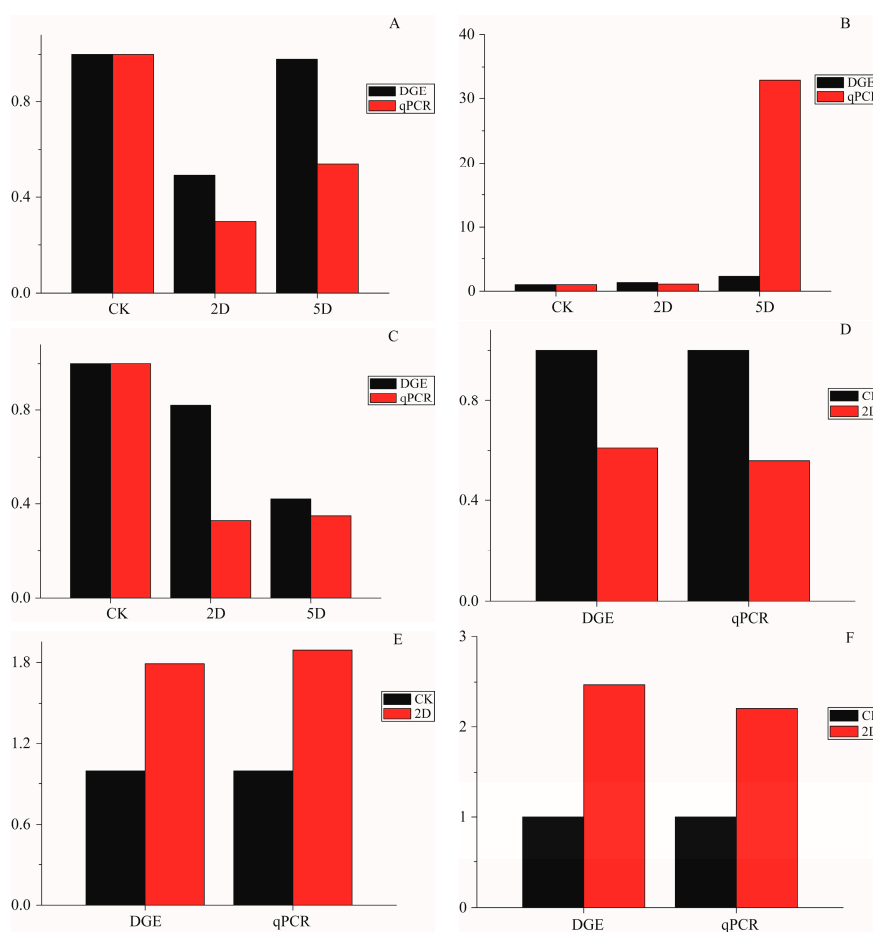 A
0.8
0.4
0.0
CK 2D 5D
DGE
qPCR
B
40
30
20
10
0
CK 2D 5D
DGE
qPCR
C
0.8
0.4
0.0
CK 2D 5D
DGE
qPCR
D
0.8
0.4
0.0
DGE qPCR
CK
2D
E
1.8
1.2
0.6
0.0
DGE qPCR
CK
2D
F
3
2
1
0
DGE qPCR
CK
2D